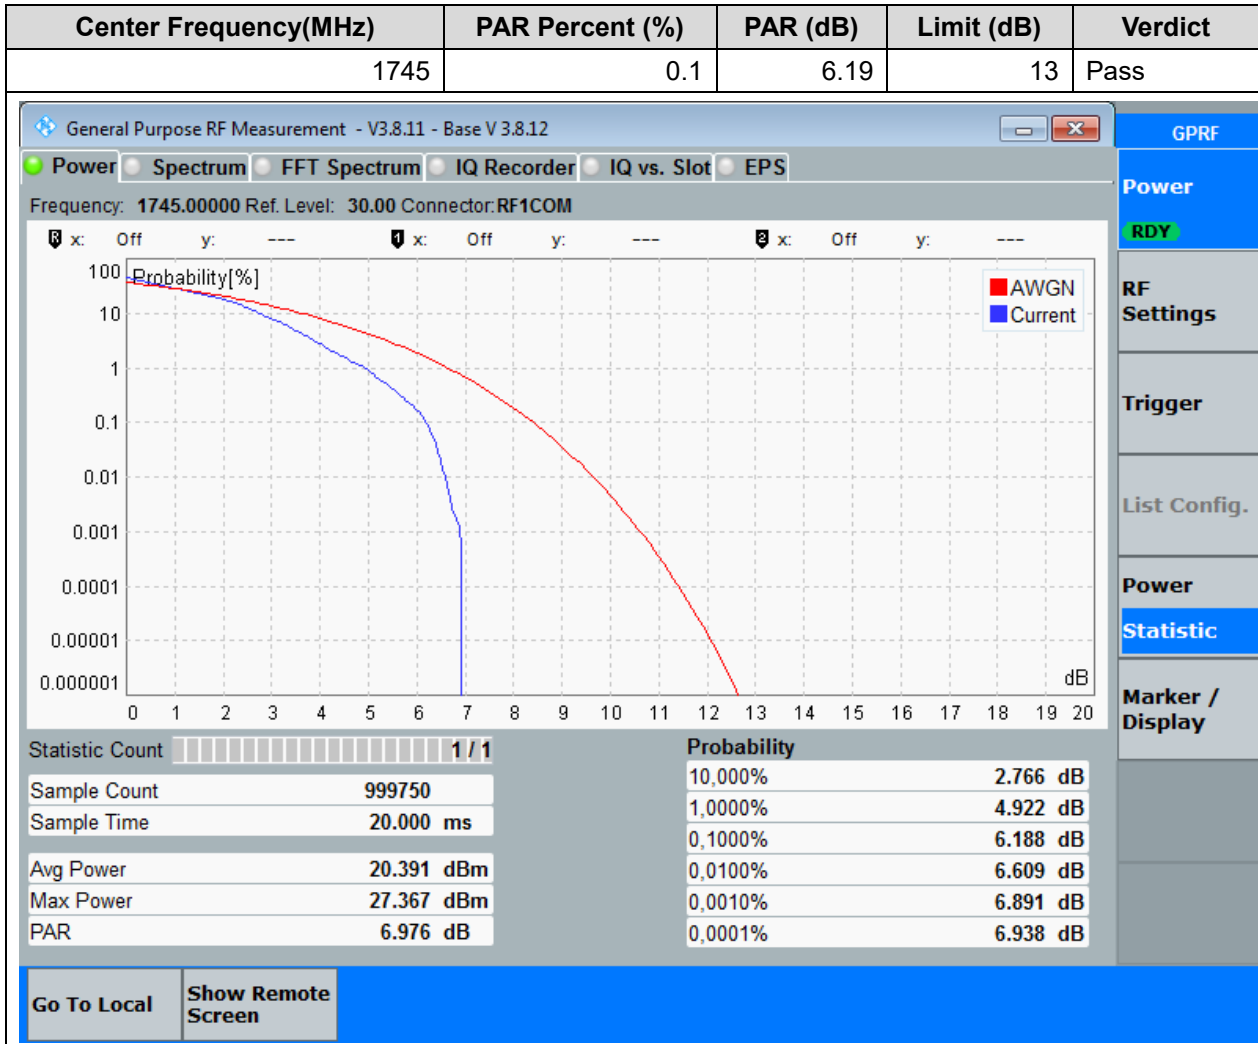 Center Frequency(MHz) PAR Percent (%) PAR (dB) Limit (dB) Verdict
1745 0.1 6.19 13 Pass
General Purpose RF Measurement - V3.8.11 - Base V 3.8.12
GPRF
Power Spectrum FFT Spectrum IQ Recorder IQ vs. Slot EPS
Power
RDY
Frequency: 1745.00000 Ref. Level: 30.00 Connector: RF1COM
R x: Off y: --- 1 x: Off y: --- 2 x: Off y: ---
Probability[%]
AWGN
Current
100
10
1
0.1
0.01
0.001
0.0001
0.00001
0.000001
dB
0 1 2 3 4 5 6 7 8 9 10 11 12 13 14 15 16 17 18 19 20
RF
Settings
Trigger
List Config.
Power
Statistic
Marker /
Display
Statistic Count 1 / 1
Sample Count 999750
Sample Time 20.000 ms
Avg Power 20.391 dBm
Max Power 27.367 dBm
PAR 6.976 dB
Probability
10,000% 2.766 dB
1,0000% 4.922 dB
0,1000% 6.188 dB
0,0100% 6.609 dB
0,0010% 6.891 dB
0,0001% 6.938 dB
Go To Local
Show Remote
Screen